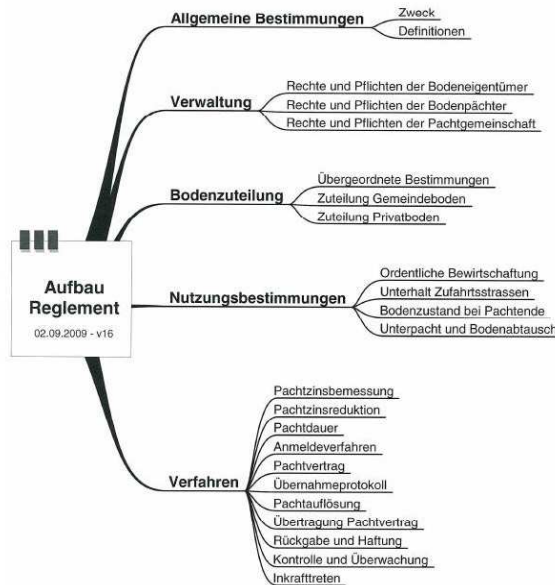 Aufbau
Reglement
02.09.2009 - v16
Allgemeine Bestimmungen
Zweck
Definitionen
Verwaltung
Rechte und Pflichten der Bodeneigentümer
Rechte und Pflichten der Bodenpächter
Rechte und Pflichten der Pachtgemeinschaft
Bodenzuteilung
Übergeordnete Bestimmungen
Zuteilung Gemeindeboden
Zuteilung Privatboden
Nutzungsbestimmungen
Ordentliche Bewirtschaftung
Unterhalt Zufahrtsstrassen
Bodenzustand bei Pachtende
Unterpacht und Bodenabtausch
Verfahren
Pachtzinsbemessung
Pachtzinsreduktion
Pachtdauer
Anmeldeverfahren
Pachtvertrag
Übernahmeprotokoll
Pachtauflösung
Übertragung Pachtvertrag
Rückgabe und Haftung
Kontrolle und Überwachung
Inkrafttreten